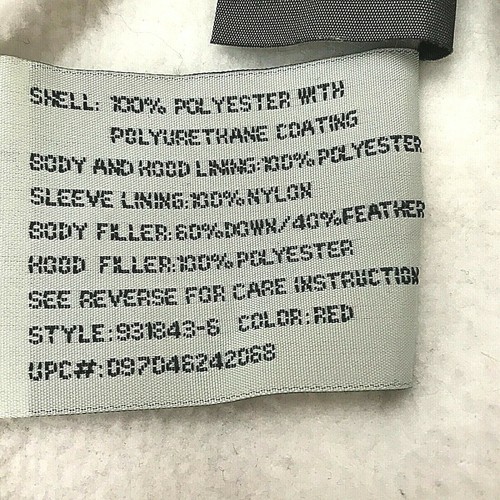 SHELL: 100% POLYESTER WITH
POLYURETHANE COATING
BODY AND HOOD LINING:100% POLYESTER
SLEEVE LINING:100% NYLON
BODY FILLER:60%DOWN/40%FEATHER
HOOD FILLER:100% POLYESTER
SEE REVERSE FOR CARE INSTRUCTION
STYLE:931843-6 COLOR:RED
UPC#:097046242068